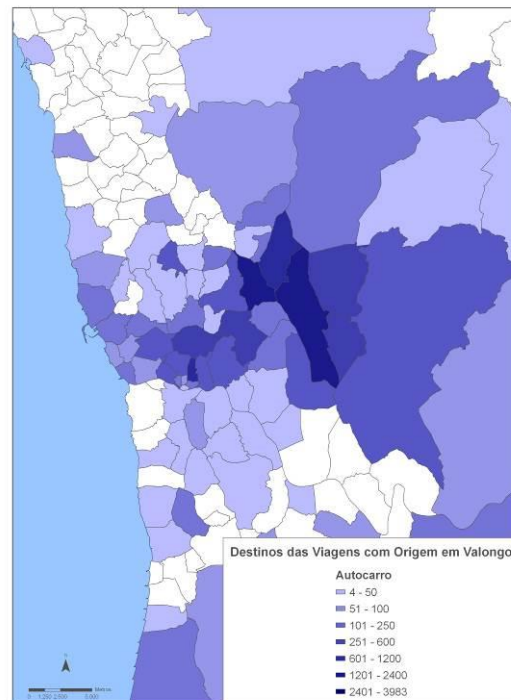 Destinos das Viagens com Origem em Valongo
Autocarro
4 - 50
51 - 100
101 - 250
251 - 600
601 - 1200
1201 - 2400
2401 - 3983